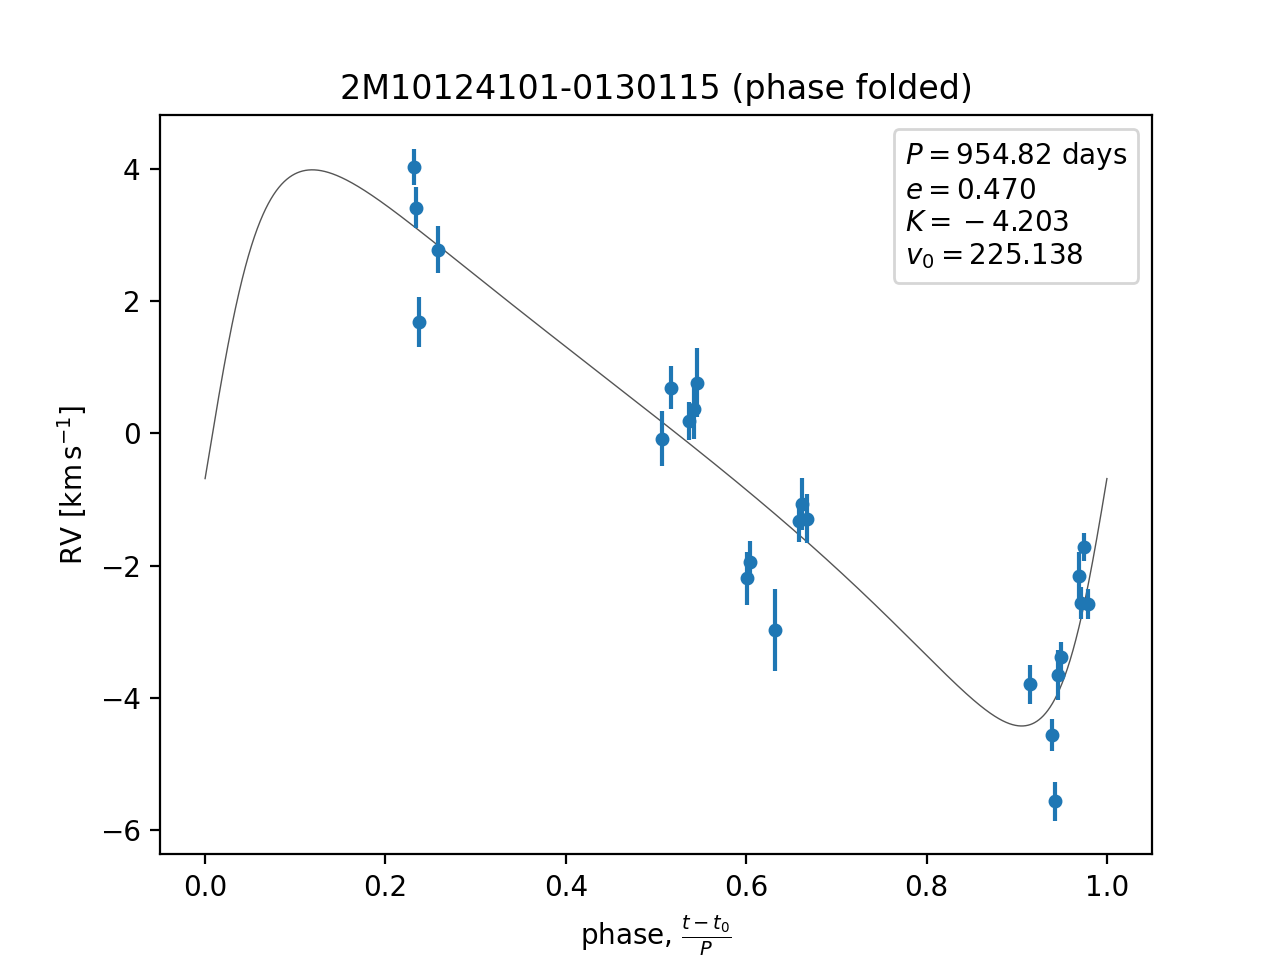 2M10124101-0130115 (phase folded)
P = 954.82 days
e = 0.470
K = −4.203
v₀ = 225.138
RV [km s⁻¹]
4
2
0
−2
−4
−6
0.0 0.2 0.4 0.6 0.8 1.0
phase, (t − t₀)/P